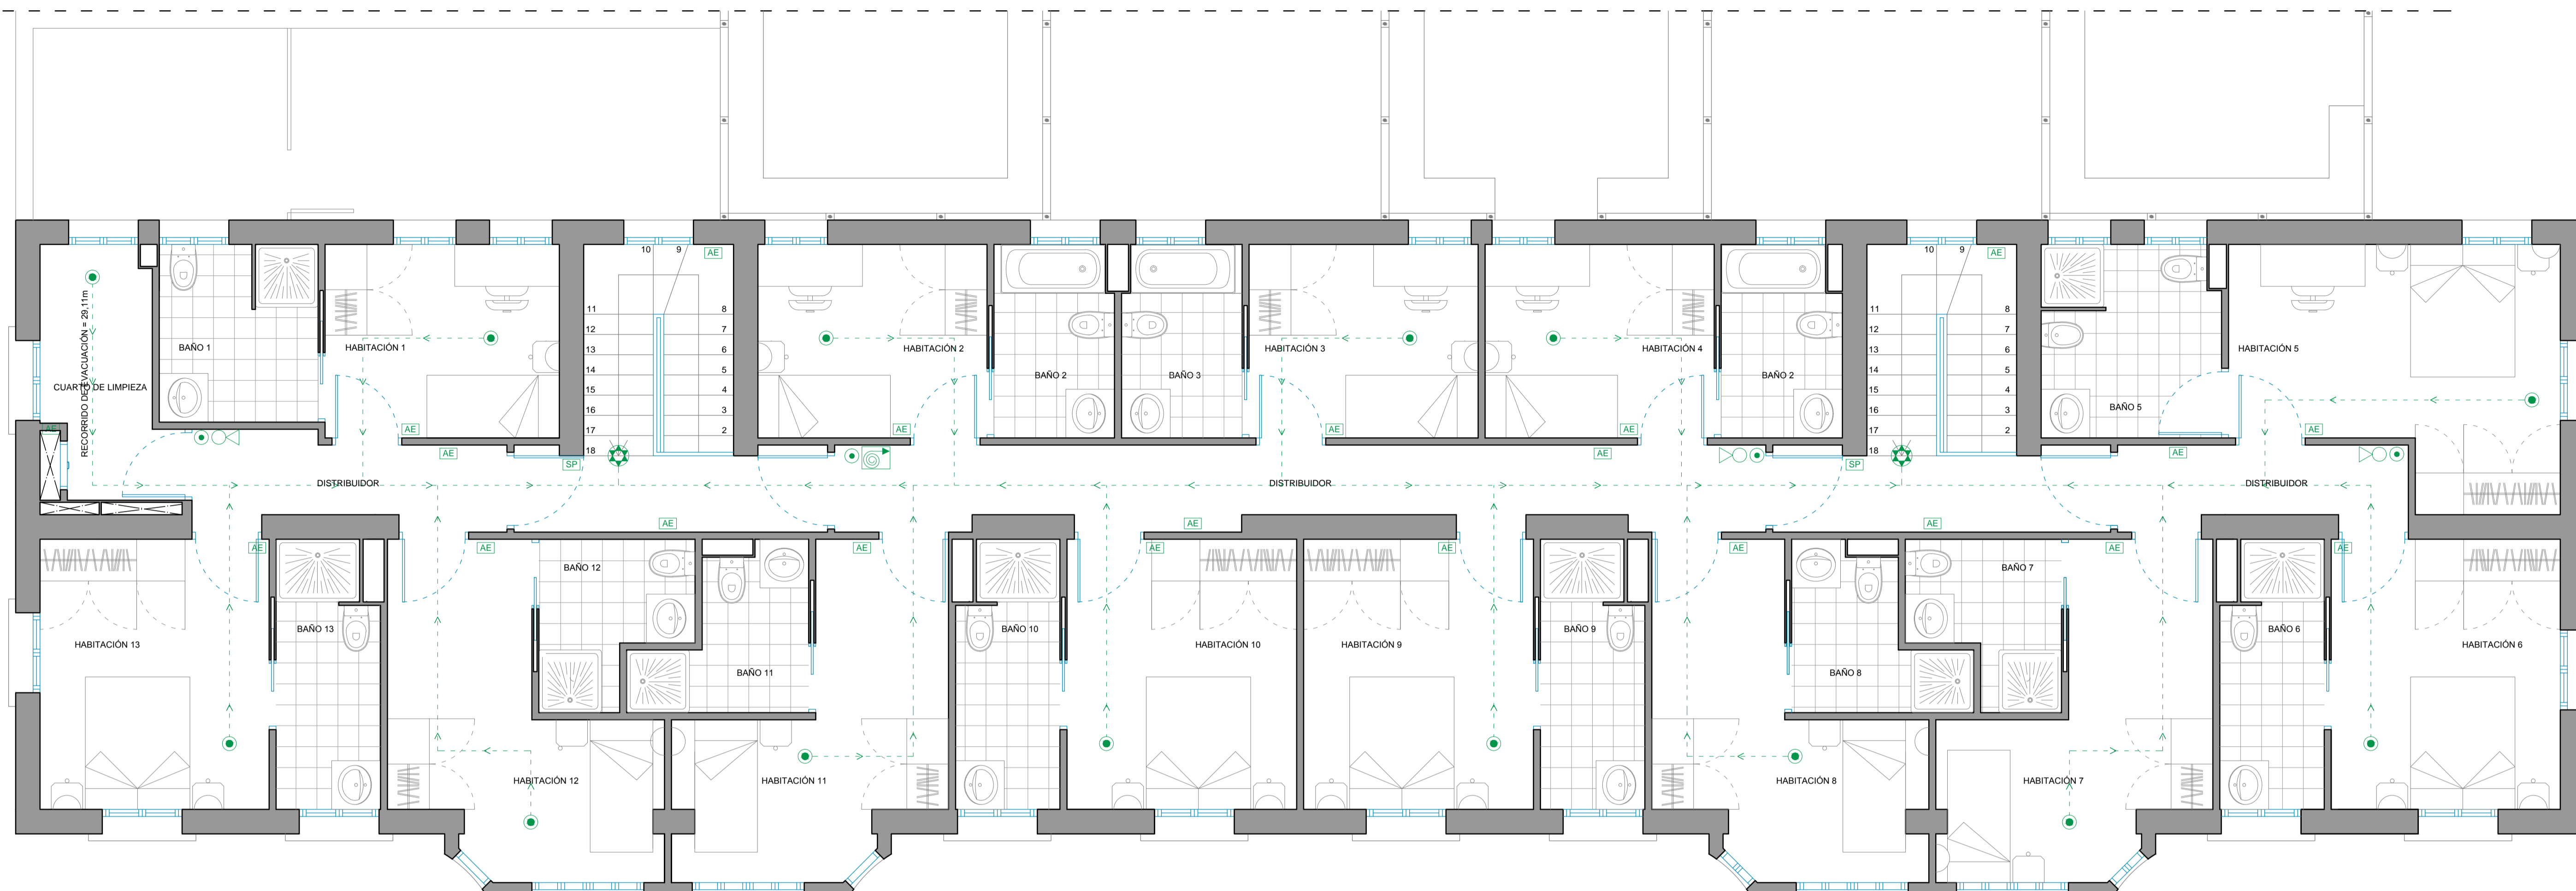 10 9
AE
10 9
AE
RECORRIDO DE EVACUACIÓN = 29,11m
BAÑO 1
HABITACIÓN 1
HABITACIÓN 2
BAÑO 2
BAÑO 3
HABITACIÓN 3
HABITACIÓN 4
BAÑO 2
HABITACIÓN 5
CUARTO DE LIMPIEZA
BAÑO 5
11 8
12 7
13 6
14 5
15 4
16 3
17 2
18
11 8
12 7
13 6
14 5
15 4
16 3
17 2
18
AE
AE
AE
AE
AE
AE
AE
AE
AE
AE
SP
SP
DISTRIBUIDOR
DISTRIBUIDOR
DISTRIBUIDOR
AE
AE
AE
AE
AE
AE
AE
AE
AE
AE
AE
AE
BAÑO 12
BAÑO 7
BAÑO 13
BAÑO 10
BAÑO 9
BAÑO 6
HABITACIÓN 13
HABITACIÓN 10
HABITACIÓN 9
HABITACIÓN 6
BAÑO 11
BAÑO 8
HABITACIÓN 12
HABITACIÓN 11
HABITACIÓN 8
HABITACIÓN 7